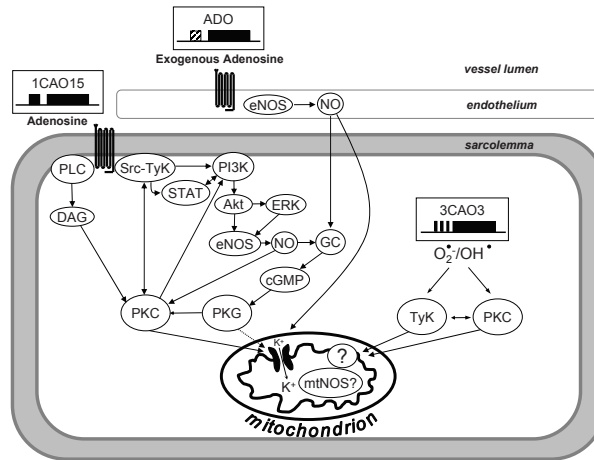 ADO
Exogenous Adenosine
vessel lumen
1CAO15
Adenosine
eNOS
NO
endothelium
sarcolemma
PLC
Src-TyK
PI3K
STAT
DAG
Akt
ERK
eNOS
NO
GC
cGMP
3CAO3
O₂•⁻/OH•
PKC
PKG
TyK
PKC
K⁺
?
K⁺
mtNOS?
mitochondrion